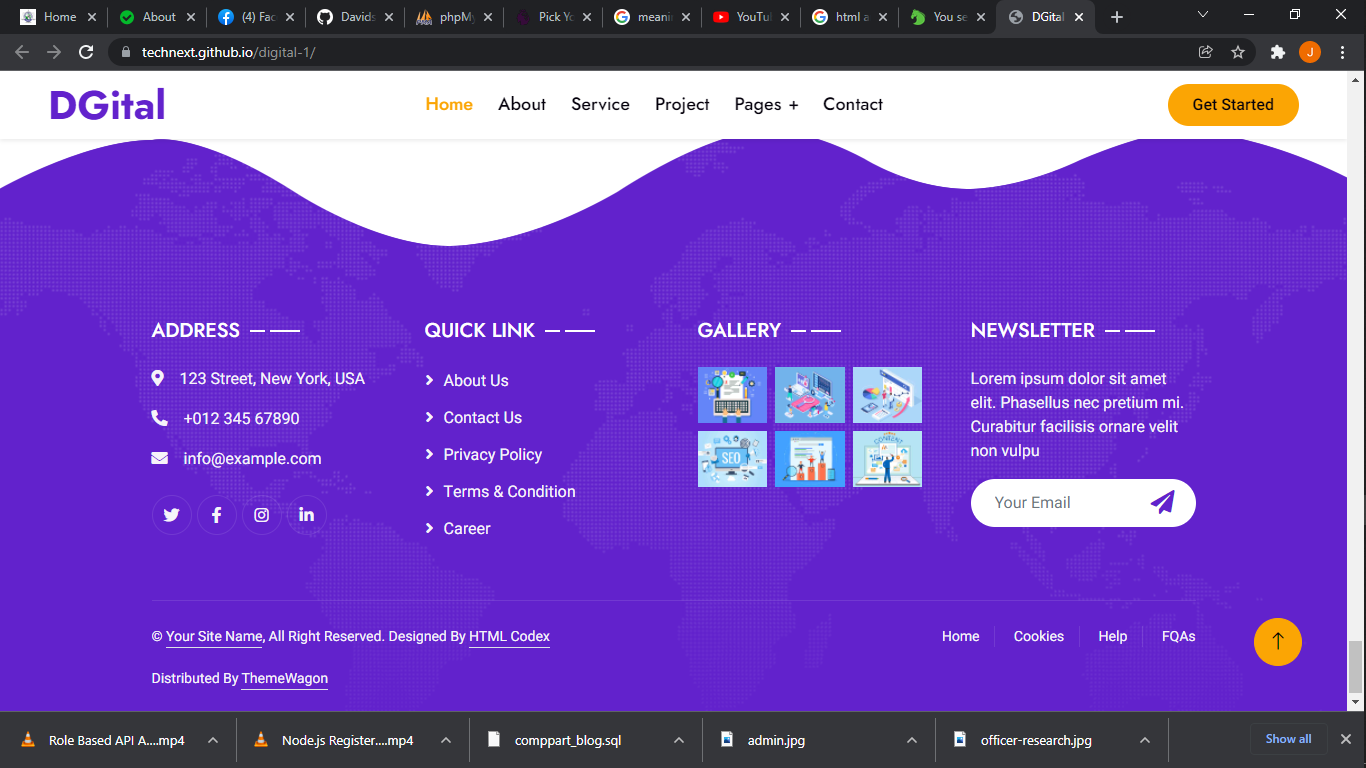 Home
About
(4) Fac
Davids
phpMy
Pick Yo
meanin
YouTu
html a
You se
DGital
technext.github.io/digital-1/
J
DGital
Home About Service Project Pages + Contact
Get Started
ADDRESS
123 Street, New York, USA
+012 345 67890
info@example.com
QUICK LINK
About Us
Contact Us
Privacy Policy
Terms & Condition
Career
GALLERY
SEO
CONTENT
NEWSLETTER
Lorem ipsum dolor sit amet
elit. Phasellus nec pretium mi.
Curabitur facilisis ornare velit
non vulpu
Your Email
© Your Site Name, All Right Reserved. Designed By HTML Codex
Distributed By ThemeWagon
Home Cookies Help FQAs
Role Based API A....mp4
Node.js Register....mp4
comppart_blog.sql
admin.jpg
officer-research.jpg
Show all